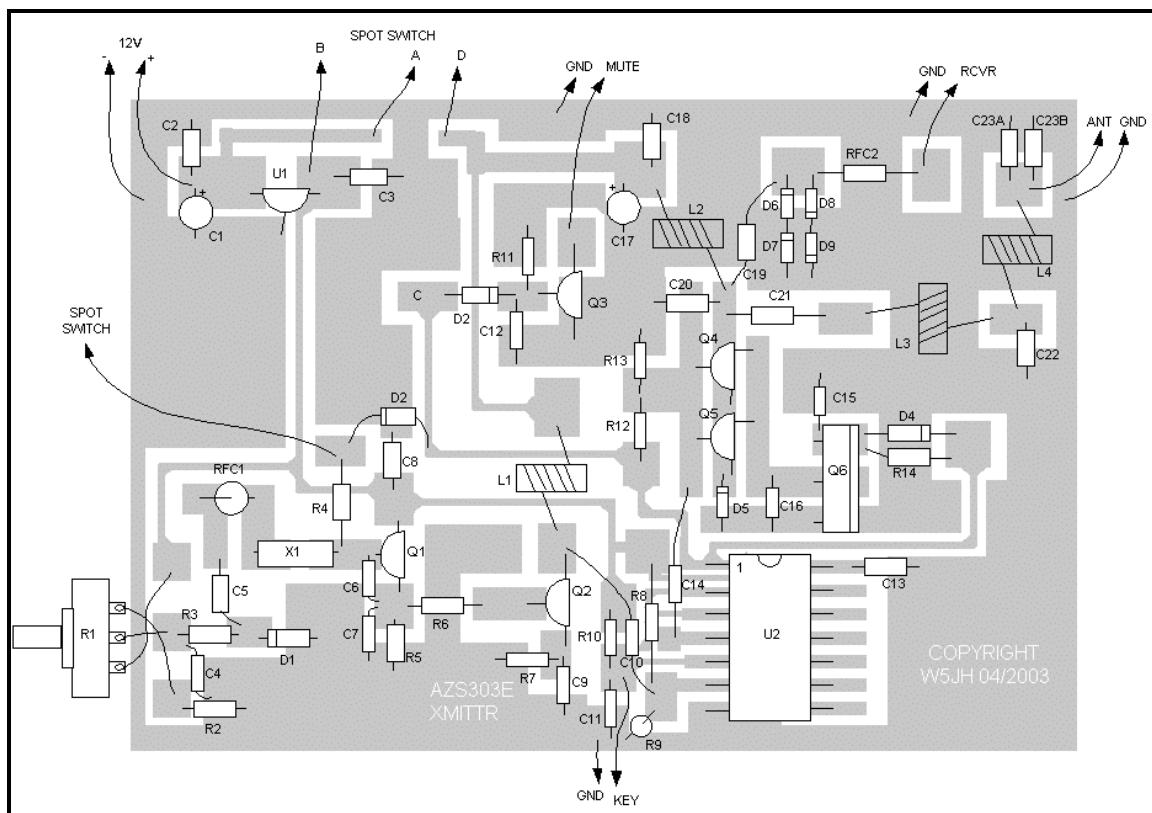 SPOT SWITCH
12V
- +
B
A
D
GND MUTE
GND RCVR
C23A
C23B
ANT GND
C2
C18
U1
C3
RFC2
+
C1
+
C17
L2
D6
D8
D7
D9
C19
L4
R11
C
D2
C12
Q3
C20
C21
L3
C22
SPOT
SWITCH
R13
Q4
R12
Q5
C15
D4
R14
Q6
D2
C8
RFC1
R4
L1
D5
C16
X1
Q1
C6
C5
1
C14
C13
R1
R3
D1
C7
R5
R6
Q2
R10
C10
R8
U2
C4
R2
R7
C9
C11
R9
AZS303E
XMITTR
COPYRIGHT
W5JH 04/2003
GND
KEY